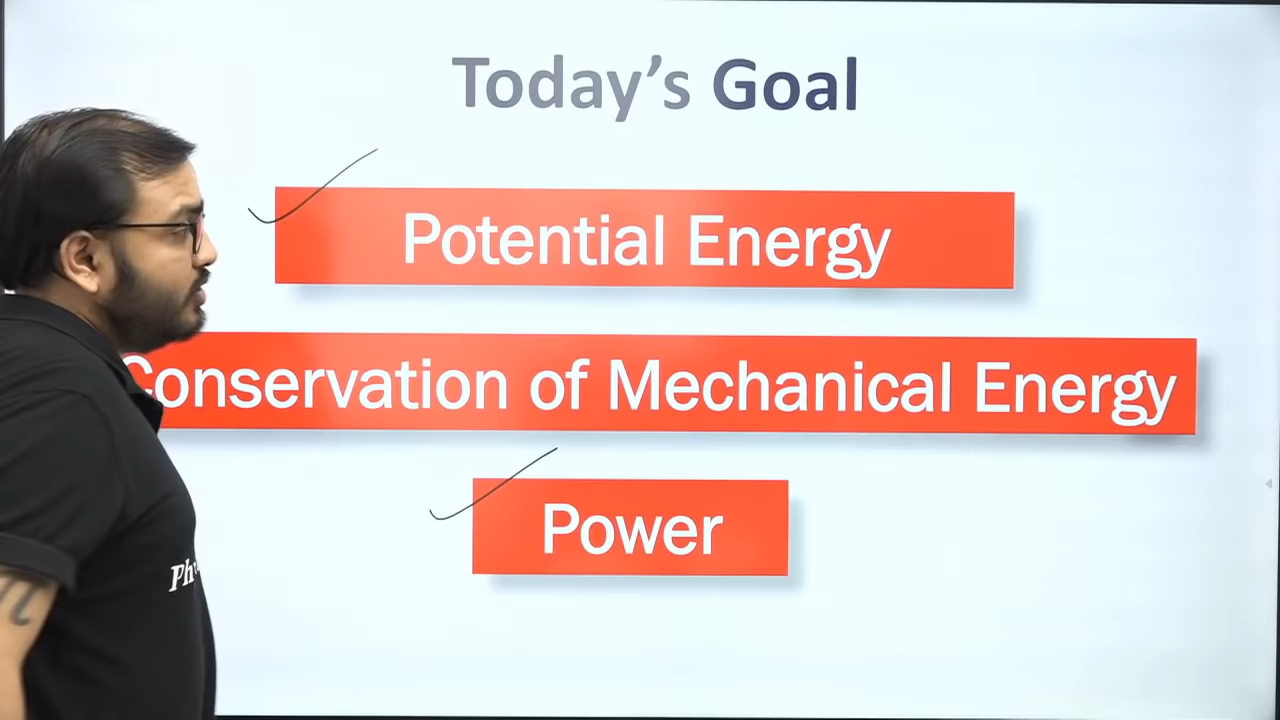 Today's Goal
Potential Energy
Conservation of Mechanical Energy
Power